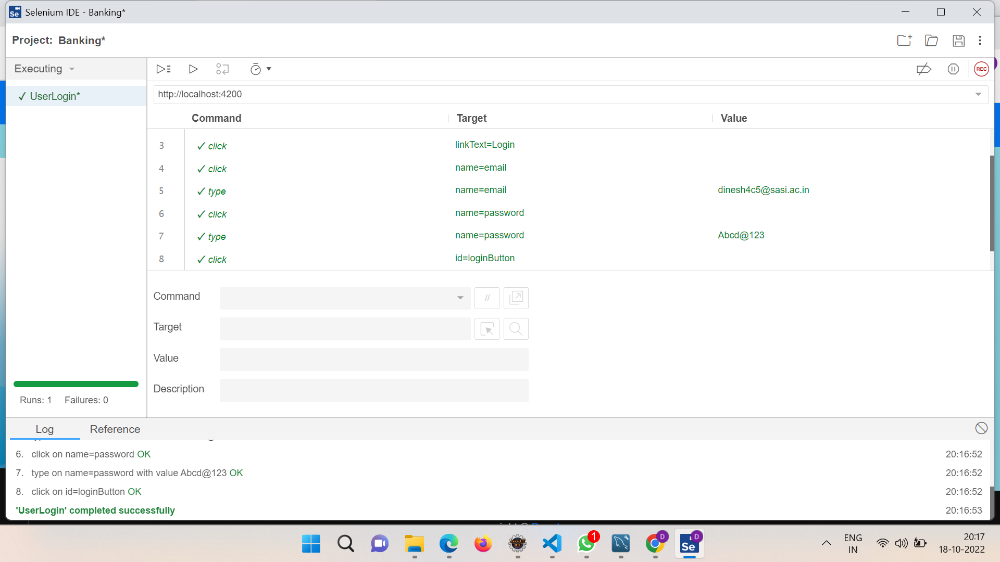 Selenium IDE - Banking*
Project: Banking*
Executing
✓ UserLogin*
REC
http://localhost:4200
Command Target Value
3 ✓ click linkText=Login
4 ✓ click name=email
5 ✓ type name=email dinesh4c5@sasi.ac.in
6 ✓ click name=password
7 ✓ type name=password Abcd@123
8 ✓ click id=loginButton
Command //
Target
Value
Description
Runs: 1 Failures: 0
Log Reference
6. click on name=password OK 20:16:52
7. type on name=password with value Abcd@123 OK 20:16:52
8. click on id=loginButton OK 20:16:52
'UserLogin' completed successfully 20:16:53
1 D D
Se
ENG
IN
20:17
18-10-2022